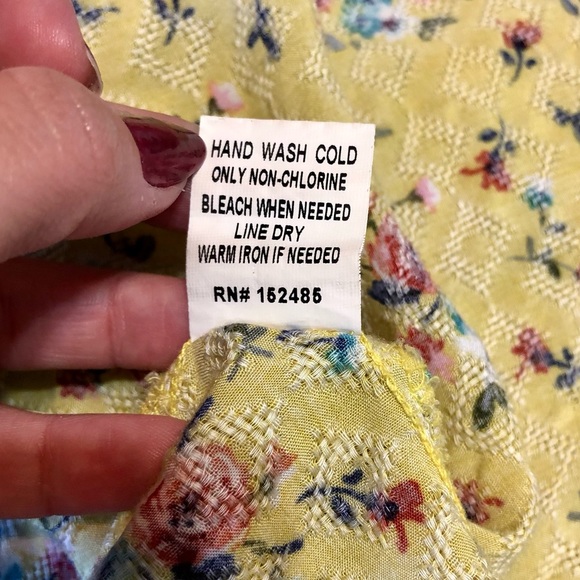 HAND WASH COLD
ONLY NON-CHLORINE
BLEACH WHEN NEEDED
LINE DRY
WARM IRON IF NEEDED
RN# 152485